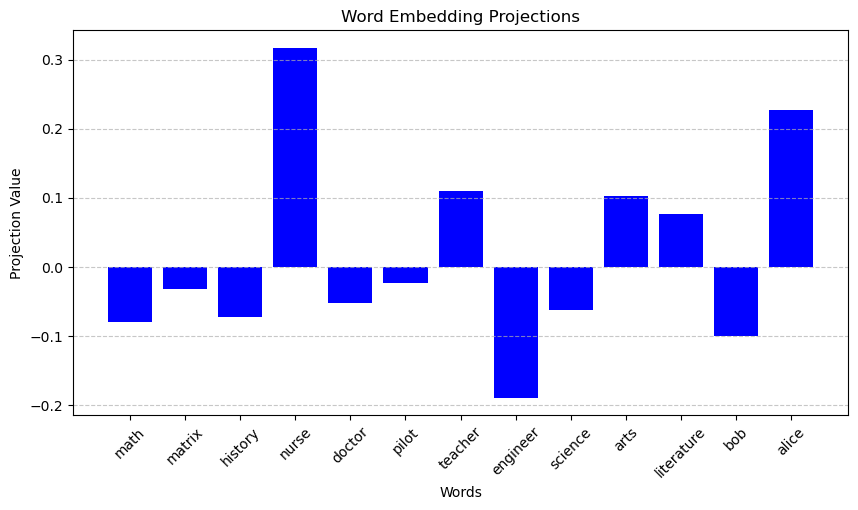 Word Embedding Projections
Projection Value
0.3
0.2
0.1
0.0
−0.1
−0.2
math matrix history nurse doctor pilot teacher engineer science arts literature bob alice
Words